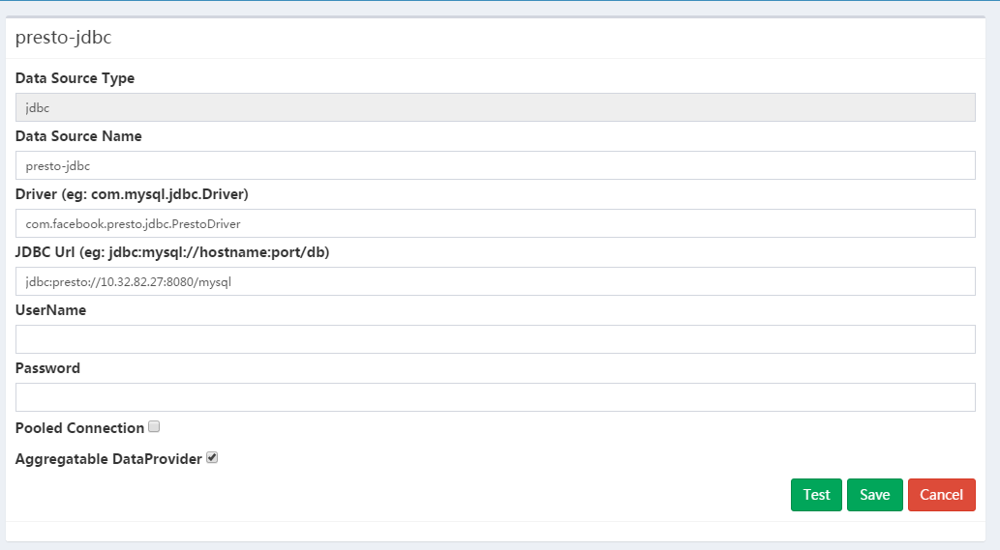 presto-jdbc
Data Source Type
jdbc
Data Source Name
presto-jdbc
Driver (eg: com.mysql.jdbc.Driver)
com.facebook.presto.jdbc.PrestoDriver
JDBC Url (eg: jdbc:mysql://hostname:port/db)
jdbc:presto://10.32.82.27:8080/mysql
UserName
Password
Pooled Connection
Aggregatable DataProvider
Test Save Cancel